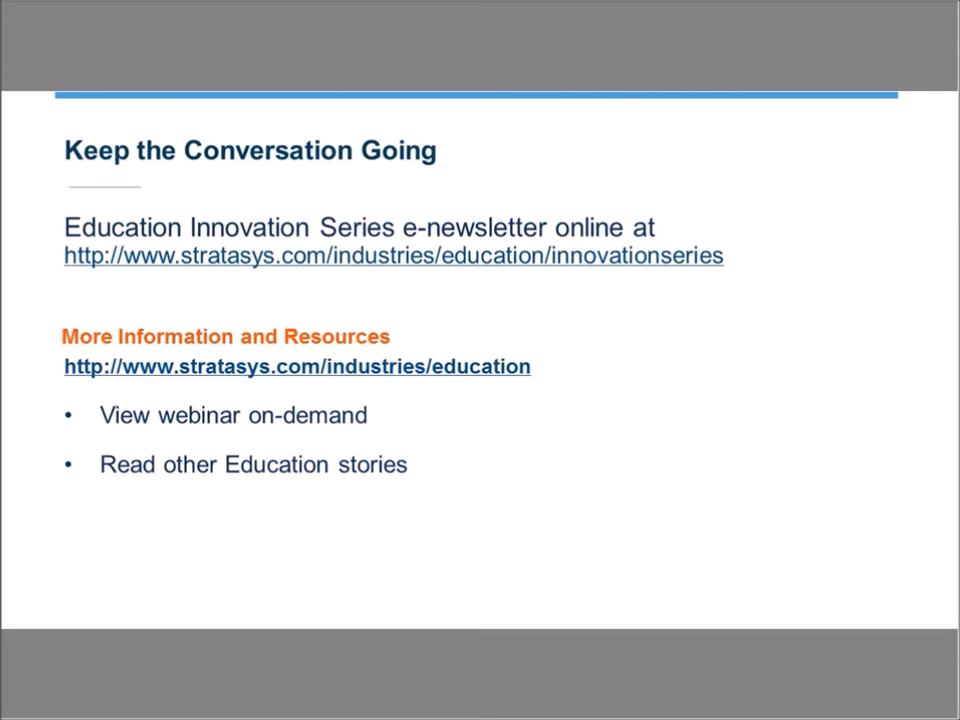 Keep the Conversation Going
Education Innovation Series e-newsletter online at
http://www.stratasys.com/industries/education/innovationseries
More Information and Resources
http://www.stratasys.com/industries/education
• View webinar on-demand
• Read other Education stories